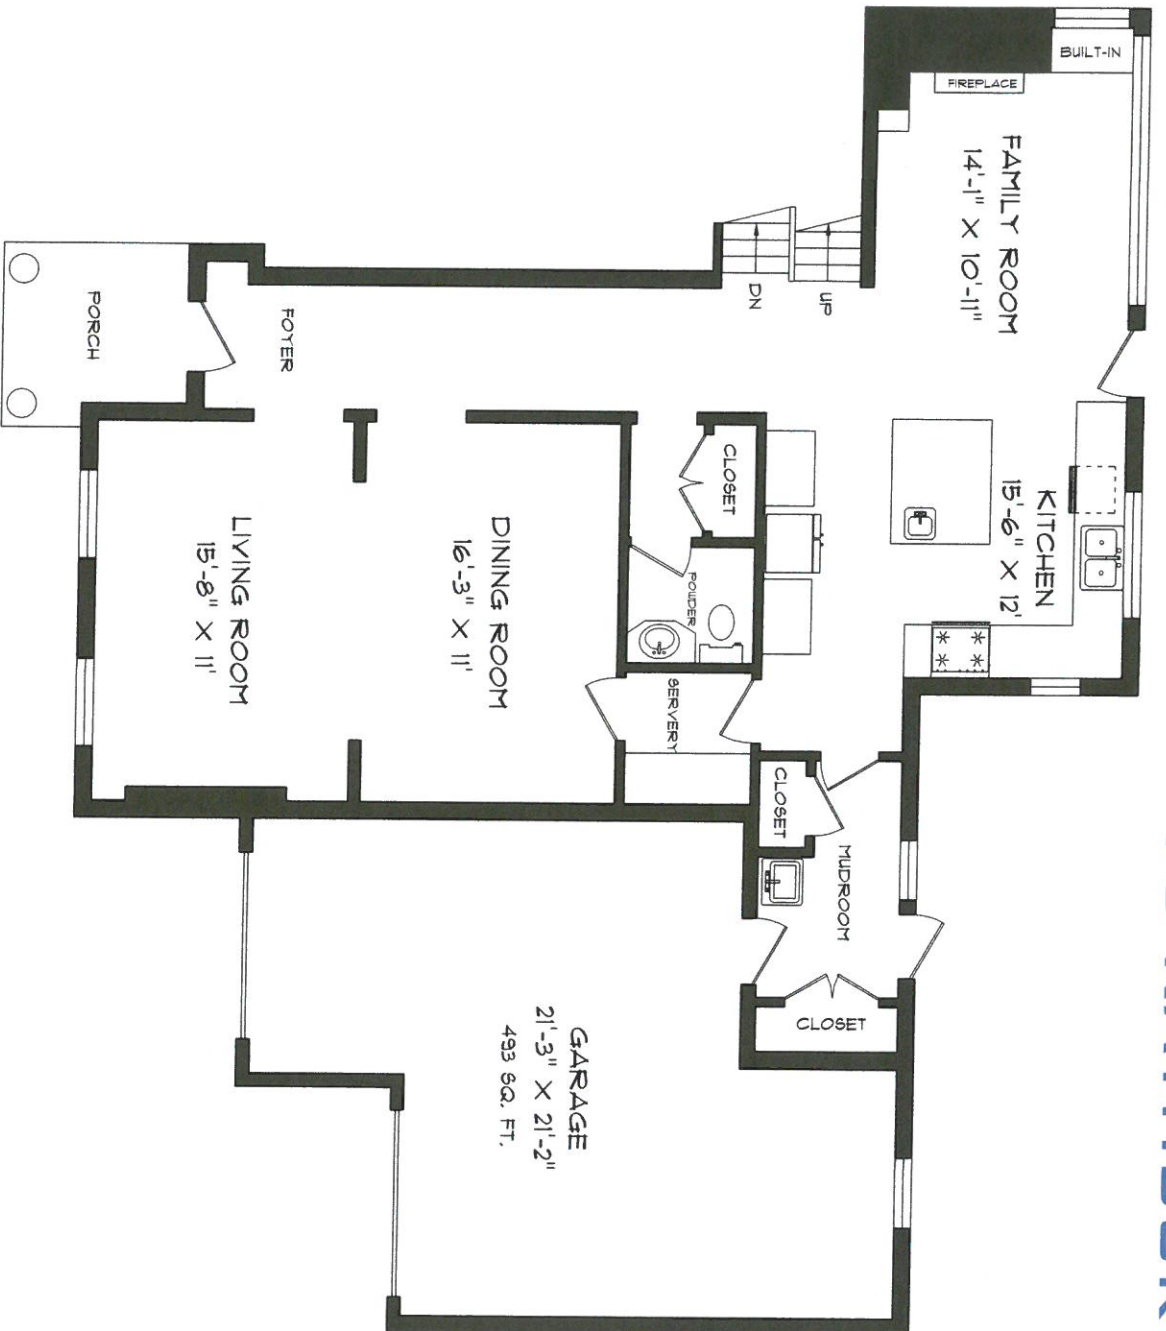 BUILT-IN
FIREPLACE
FAMILY ROOM
14'-1" X 10'-11"
UP
DN
PORCH
FOYER
KITCHEN
15'-6" X 12'
CLOSET
POWDER
DINING ROOM
16'-3" X 11'
LIVING ROOM
15'-8" X 11'
SERVERY
CLOSET
MUDROOM
CLOSET
GARAGE
21'-3" X 21'-2"
493 SQ. FT.